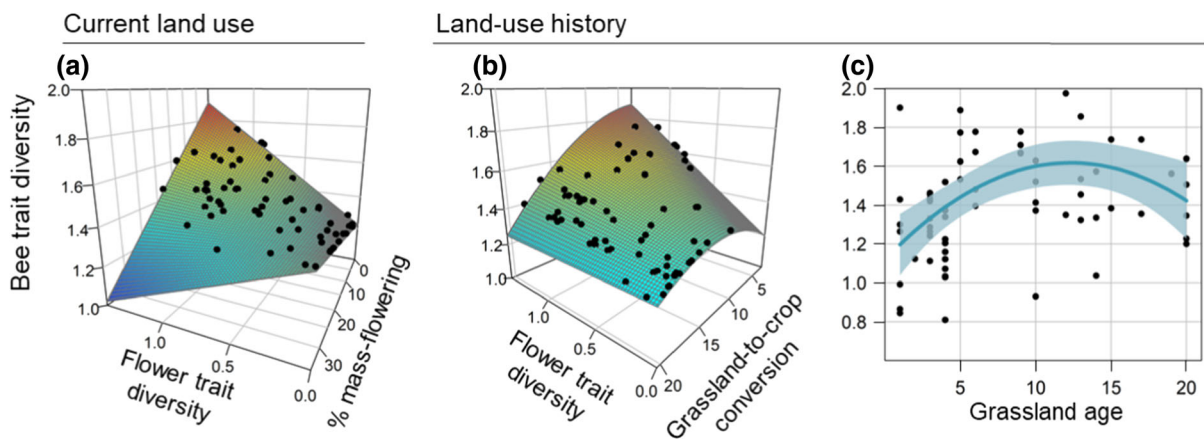 Current land use
Land-use history
(a)
(b)
(c)
Bee trait diversity
2.0
1.8
1.6
1.4
1.2
1.0
1.0
0.5
0.0
Flower trait
diversity
0
10
20
30
% mass-flowering
2.0
1.8
1.6
1.4
1.2
1.0
1.0
0.5
0.0
Flower trait
diversity
5
10
15
20
Grassland-to-crop
conversion
2.0
1.8
1.6
1.4
1.2
1.0
0.8
5
10
15
20
Grassland age